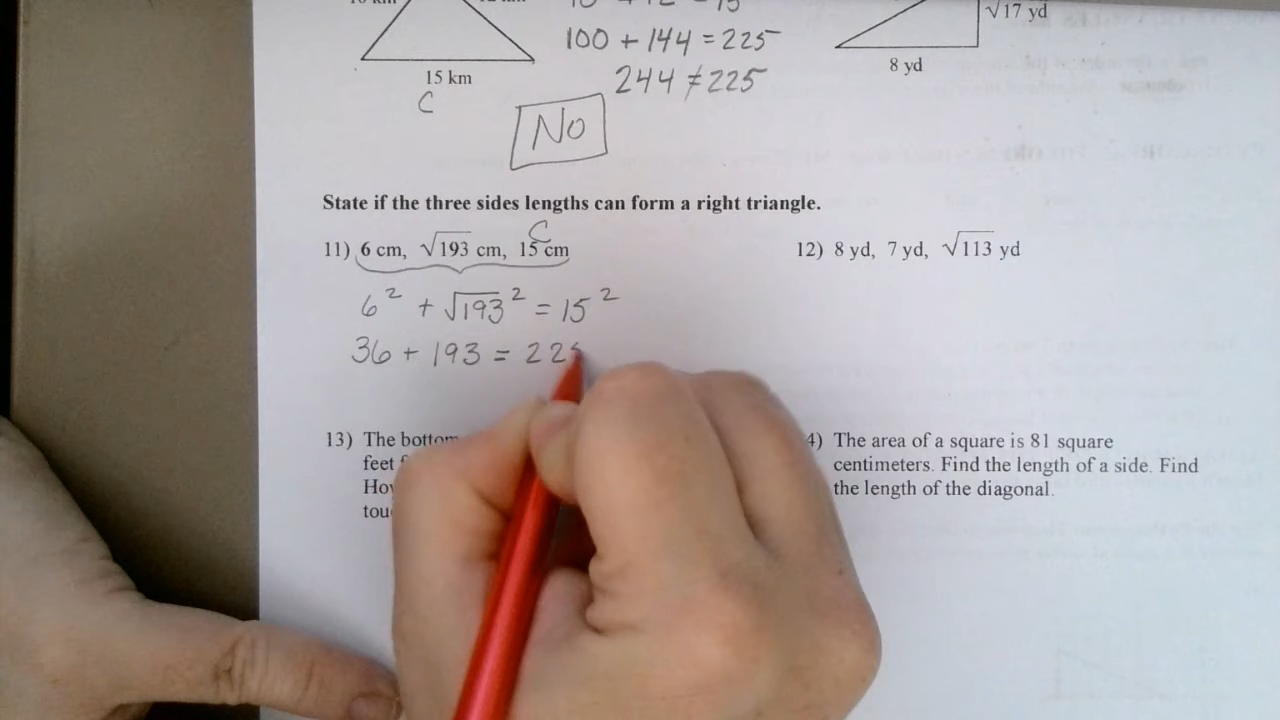 √17 yd
100 + 144 = 225
15 km
8 yd
244 ≠ 225
C
No
State if the three sides lengths can form a right triangle.
C
11) 6 cm, √193 cm, 15 cm
12) 8 yd, 7 yd, √113 yd
6² + √193² = 15²
36 + 193 = 225
13) The bottom
feet
tou
4) The area of a square is 81 square
centimeters. Find the length of a side. Find
the length of the diagonal.